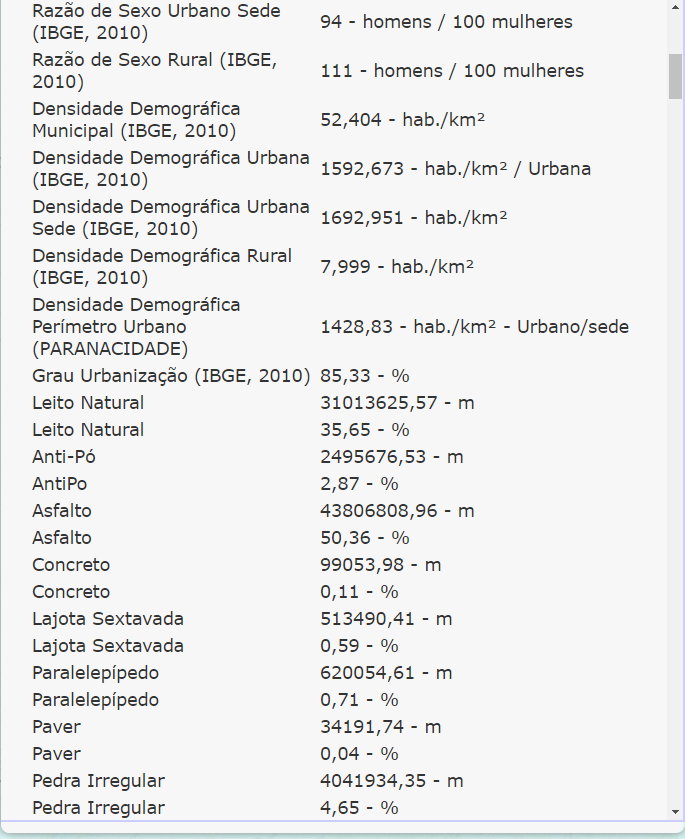 Razão de Sexo Urbano Sede
(IBGE, 2010)
94 - homens / 100 mulheres
Razão de Sexo Rural (IBGE,
2010)
111 - homens / 100 mulheres
Densidade Demográfica
Municipal (IBGE, 2010)
52,404 - hab./km²
Densidade Demográfica Urbana
(IBGE, 2010)
1592,673 - hab./km² / Urbana
Densidade Demográfica Urbana
Sede (IBGE, 2010)
1692,951 - hab./km²
Densidade Demográfica Rural
(IBGE, 2010)
7,999 - hab./km²
Densidade Demográfica
Perímetro Urbano
(PARANACIDADE)
1428,83 - hab./km² - Urbano/sede
Grau Urbanização (IBGE, 2010) 85,33 - %
Leito Natural 31013625,57 - m
Leito Natural 35,65 - %
Anti-Pó 2495676,53 - m
AntiPo 2,87 - %
Asfalto 43806808,96 - m
Asfalto 50,36 - %
Concreto 99053,98 - m
Concreto 0,11 - %
Lajota Sextavada 513490,41 - m
Lajota Sextavada 0,59 - %
Paralelepípedo 620054,61 - m
Paralelepípedo 0,71 - %
Paver 34191,74 - m
Paver 0,04 - %
Pedra Irregular 4041934,35 - m
Pedra Irregular 4,65 - %